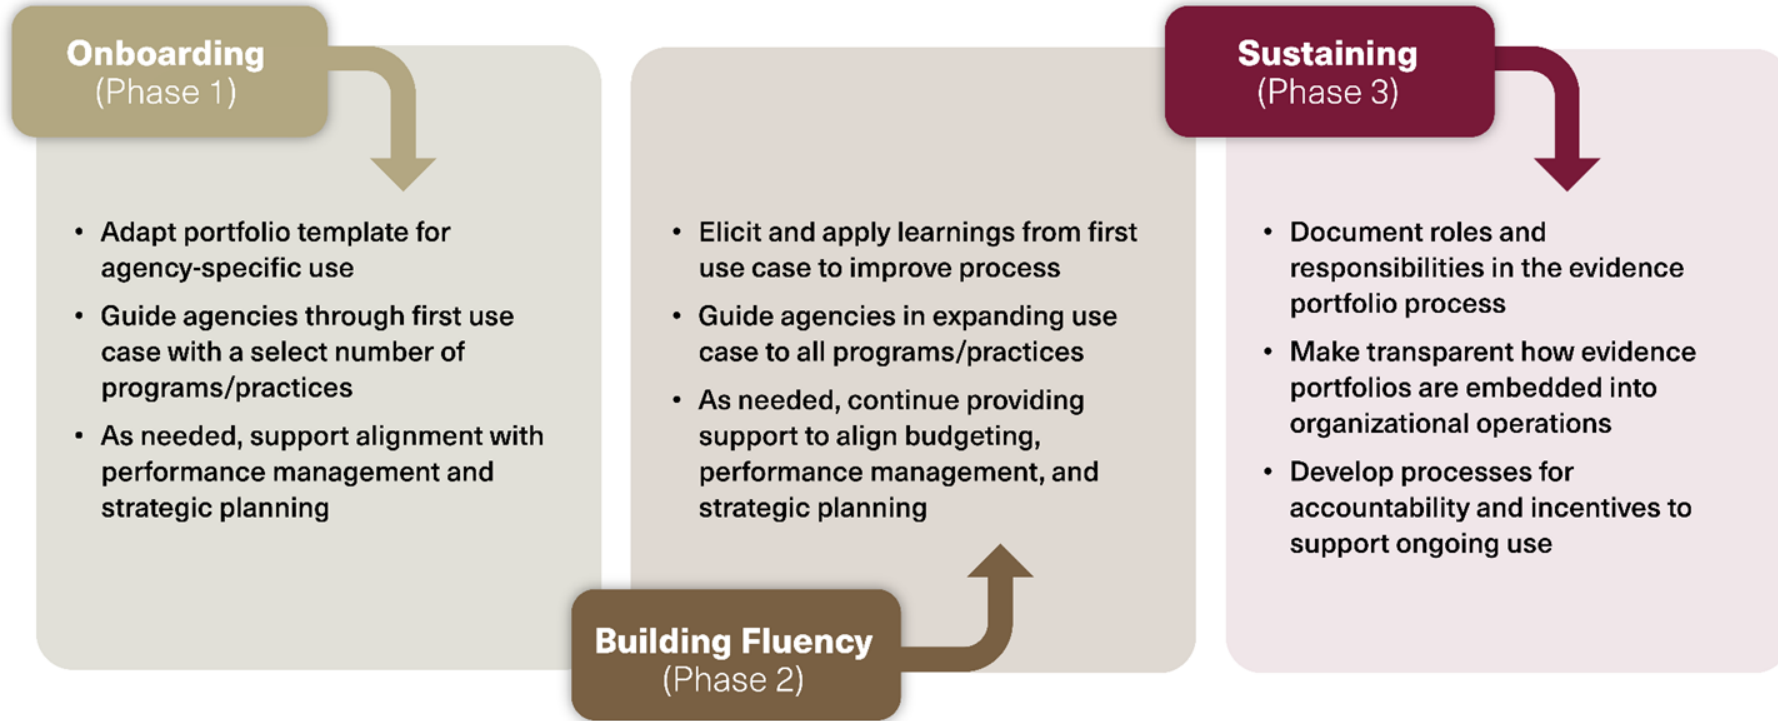 Onboarding
(Phase 1)
• Adapt portfolio template for
agency-specific use
• Guide agencies through first use
case with a select number of
programs/practices
• As needed, support alignment with
performance management and
strategic planning
Building Fluency
(Phase 2)
• Elicit and apply learnings from first
use case to improve process
• Guide agencies in expanding use
case to all programs/practices
• As needed, continue providing
support to align budgeting,
performance management, and
strategic planning
Sustaining
(Phase 3)
• Document roles and
responsibilities in the evidence
portfolio process
• Make transparent how evidence
portfolios are embedded into
organizational operations
• Develop processes for
accountability and incentives to
support ongoing use